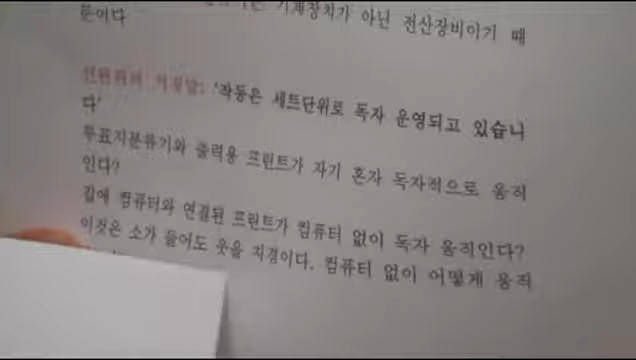 기계장치가 아닌 전산장비이기 때
문이다
선관위의 거짓말: '작동은 세트단위로 독자 운영되고 있습니
다'
투표지분류기와 출력용 프린트가 자기 혼자 독자적으로 움직
인다?
길에 컴퓨터와 연결된 프린트가 컴퓨터 없이 독자 움직인다?
이것은 소가 들어도 웃을 지경이다. 컴퓨터 없이 어떻게 움직